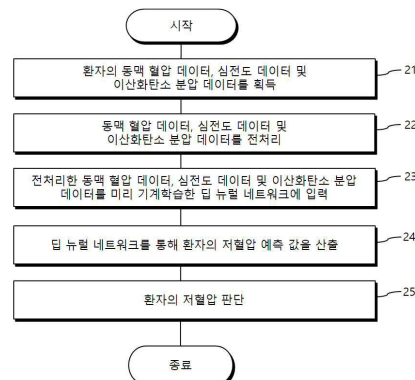 시작
환자의 동맥 혈압 데이터, 심전도 데이터 및
이산화탄소 분압 데이터를 획득
21
동맥 혈압 데이터, 심전도 데이터 및
이산화탄소 분압 데이터를 전처리
22
전처리한 동맥 혈압 데이터, 심전도 데이터 및 이산화탄소 분압
데이터를 미리 기계학습한 딥 뉴럴 네트워크에 입력
23
딥 뉴럴 네트워크를 통해 환자의 저혈압 예측 값을 산출
24
환자의 저혈압 판단
25
종료